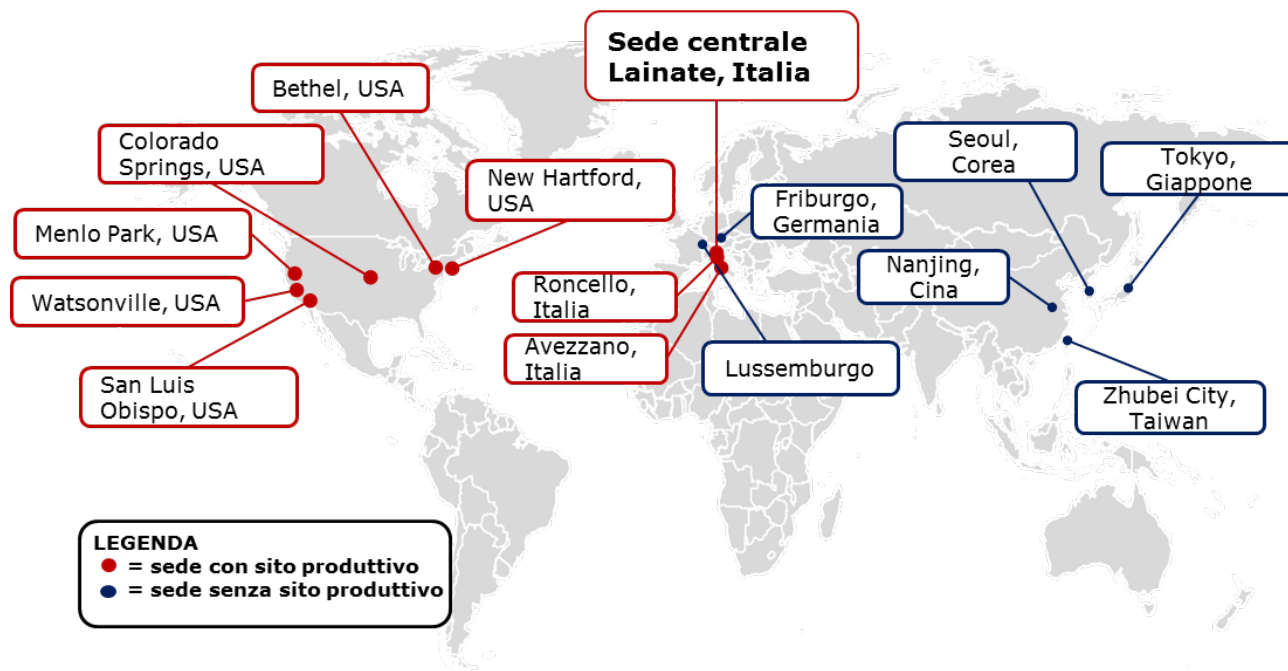 Sede centrale
Lainate, Italia
Bethel, USA
Colorado
Springs, USA
New Hartford,
USA
Menlo Park, USA
Watsonville, USA
San Luis
Obispo, USA
Seoul,
Corea
Tokyo,
Giappone
Friburgo,
Germania
Nanjing,
Cina
Roncello,
Italia
Avezzano,
Italia
Lussemburgo
Zhubei City,
Taiwan
LEGENDA
= sede con sito produttivo
= sede senza sito produttivo